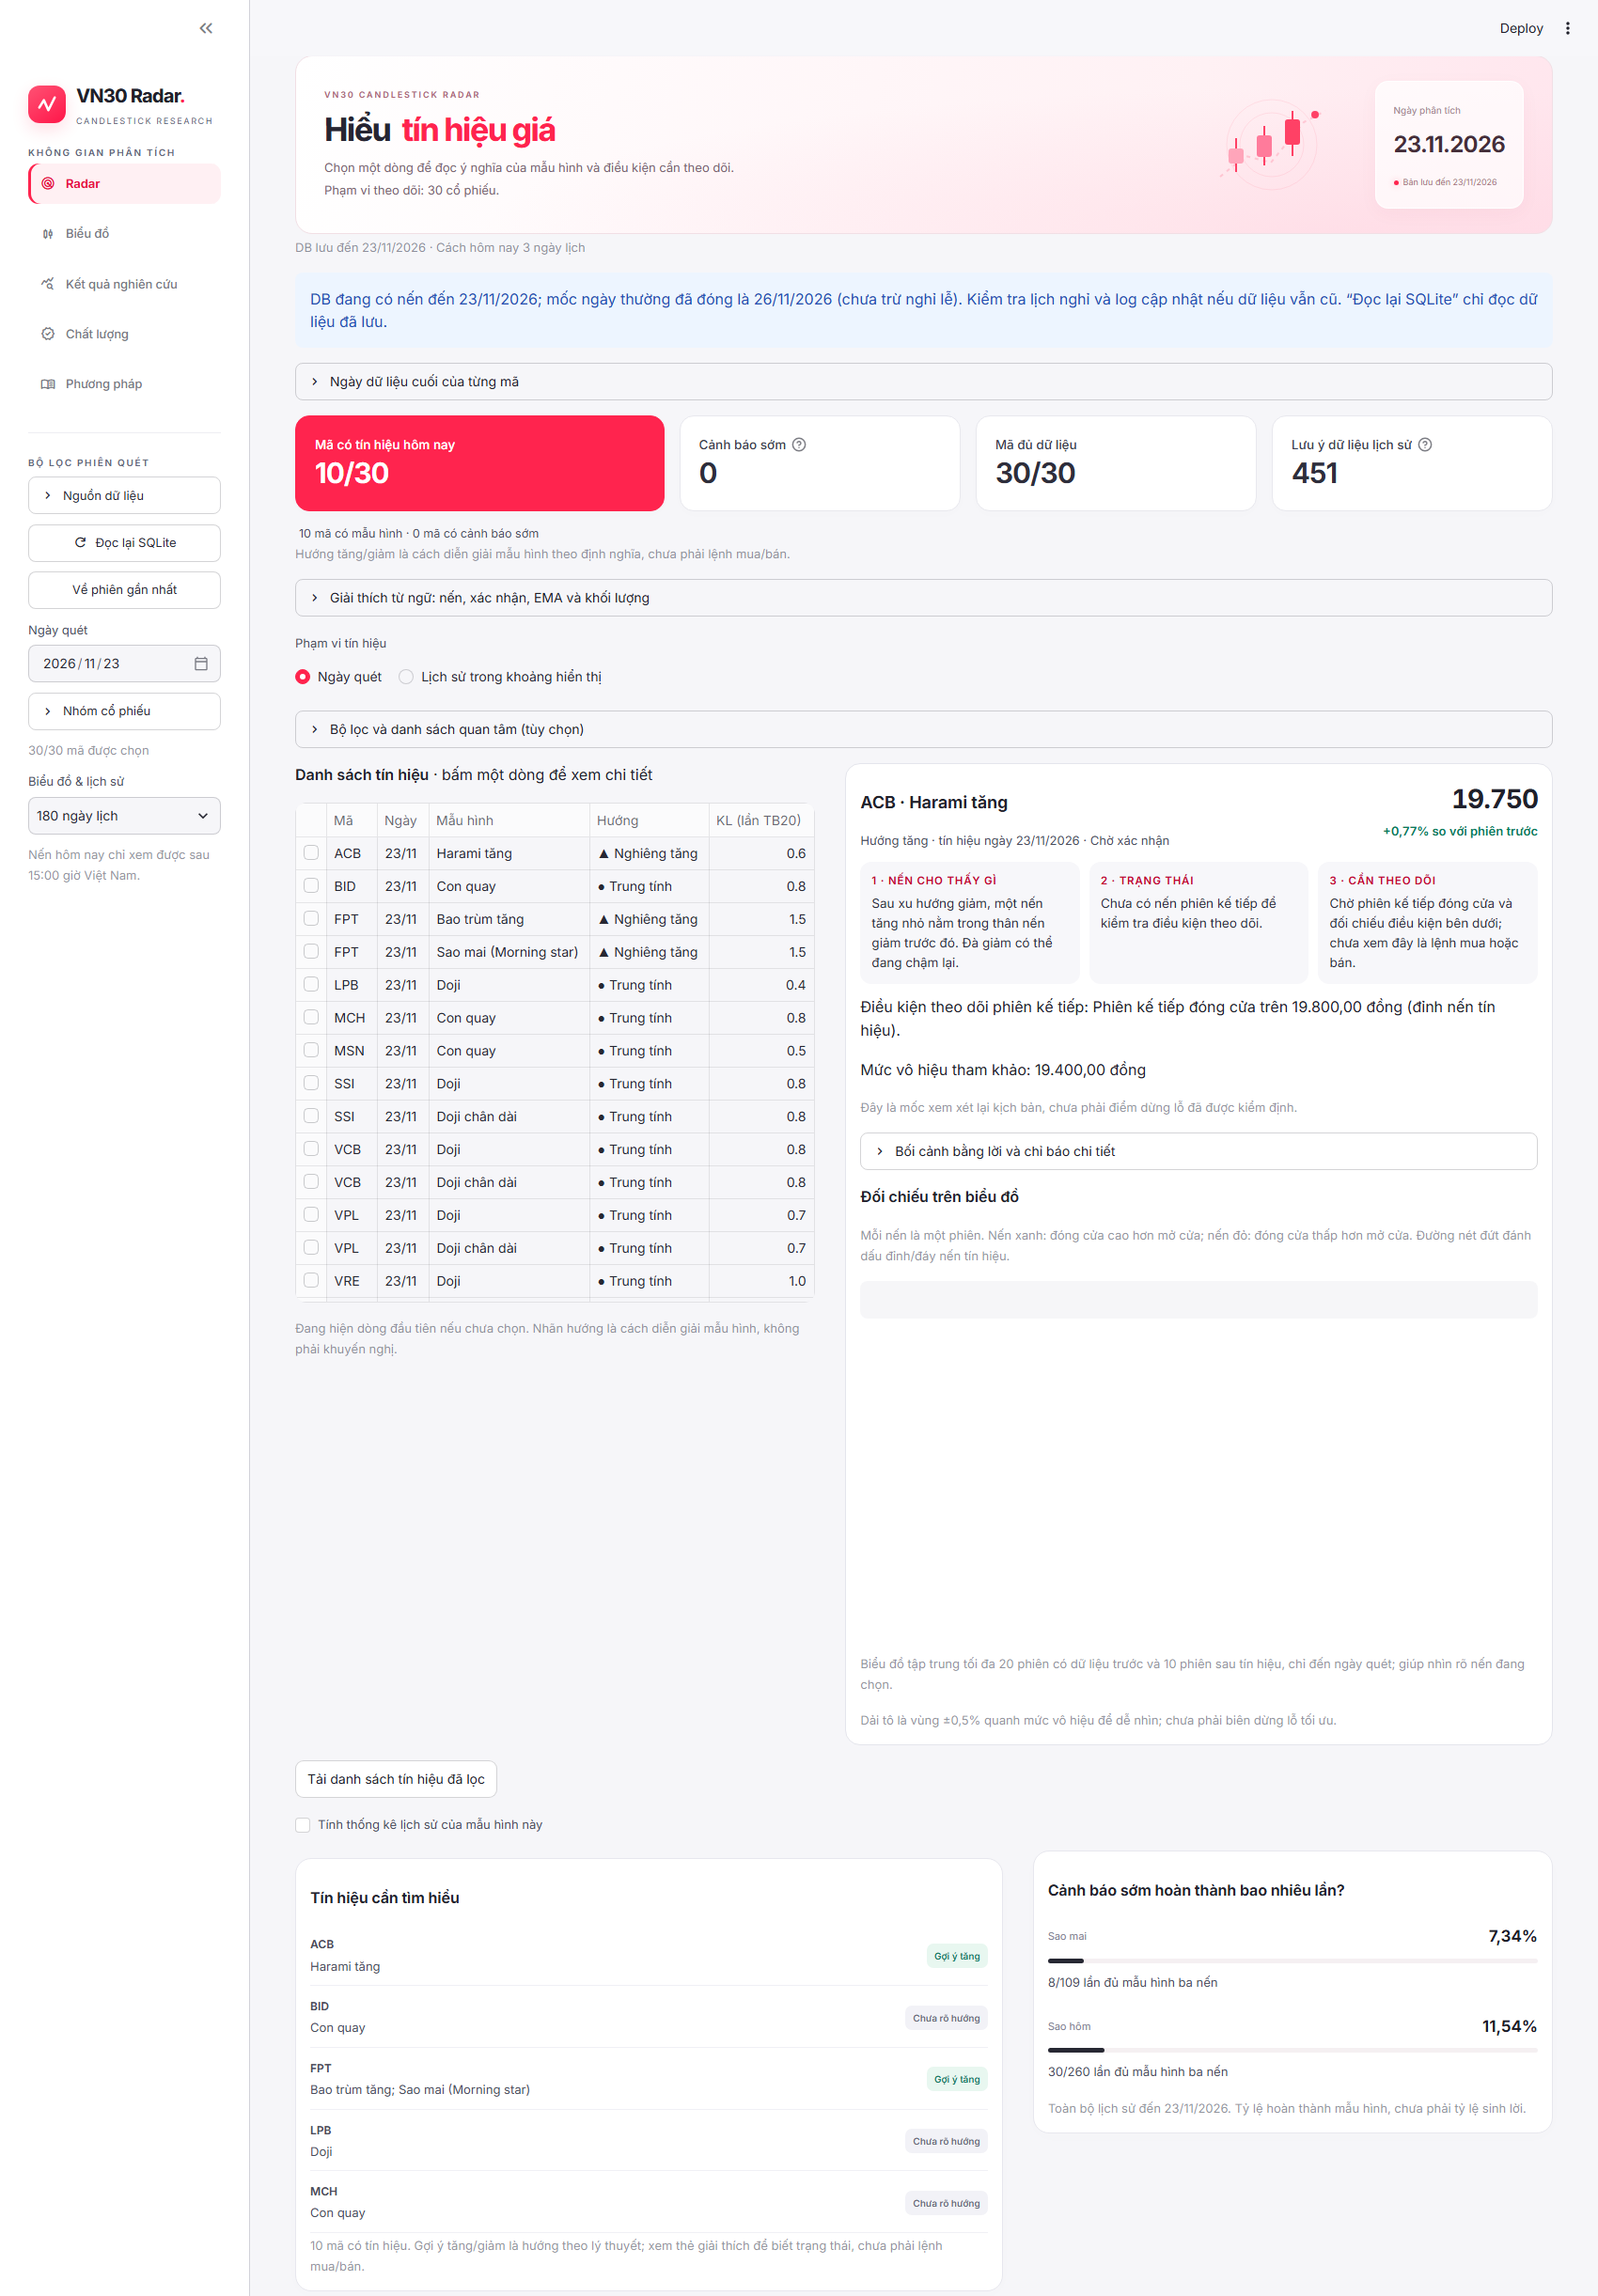 Deploy
VN30 Radar.
CANDLESTICK RESEARCH
KHÔNG GIAN PHÂN TÍCH
Radar
Biểu đồ
Kết quả nghiên cứu
Chất lượng
Phương pháp
BỘ LỌC PHIÊN QUÉT
Nguồn dữ liệu
Đọc lại SQLite
Về phiên gần nhất
Ngày quét
2026/11/23
Nhóm cổ phiếu
30/30 mã được chọn
Biểu đồ & lịch sử
180 ngày lịch
Nến hôm nay chỉ xem được sau
15:00 giờ Việt Nam.
VN30 CANDLESTICK RADAR
Hiểu tín hiệu giá
Chọn một dòng để đọc ý nghĩa của mẫu hình và điều kiện cần theo dõi.
Phạm vi theo dõi: 30 cổ phiếu.
Ngày phân tích
23.11.2026
Bản lưu đến 23/11/2026
DB lưu đến 23/11/2026 · Cách hôm nay 3 ngày lịch
DB đang có nến đến 23/11/2026; mốc ngày thường đã đóng là 26/11/2026 (chưa trừ nghỉ lễ). Kiểm tra lịch nghỉ và log cập nhật nếu dữ liệu vẫn cũ. “Đọc lại SQLite” chỉ đọc dữ
liệu đã lưu.
Ngày dữ liệu cuối của từng mã
Mã có tín hiệu hôm nay
10/30
Cảnh báo sớm
0
Mã đủ dữ liệu
30/30
Lưu ý dữ liệu lịch sử
451
10 mã có mẫu hình · 0 mã có cảnh báo sớm
Hướng tăng/giảm là cách diễn giải mẫu hình theo định nghĩa, chưa phải lệnh mua/bán.
Giải thích từ ngữ: nến, xác nhận, EMA và khối lượng
Phạm vi tín hiệu
Ngày quét
Lịch sử trong khoảng hiển thị
Bộ lọc và danh sách quan tâm (tùy chọn)
Danh sách tín hiệu · bấm một dòng để xem chi tiết
Mã Ngày Mẫu hình Hướng KL (lần TB20)
ACB 23/11 Harami tăng ▲ Nghiêng tăng 0.6
BID 23/11 Con quay ● Trung tính 0.8
FPT 23/11 Bao trùm tăng ▲ Nghiêng tăng 1.5
FPT 23/11 Sao mai (Morning star) ▲ Nghiêng tăng 1.5
LPB 23/11 Doji ● Trung tính 0.4
MCH 23/11 Con quay ● Trung tính 0.8
MSN 23/11 Con quay ● Trung tính 0.5
SSI 23/11 Doji ● Trung tính 0.8
SSI 23/11 Doji chân dài ● Trung tính 0.8
VCB 23/11 Doji ● Trung tính 0.8
VCB 23/11 Doji chân dài ● Trung tính 0.8
VPL 23/11 Doji ● Trung tính 0.7
VPL 23/11 Doji chân dài ● Trung tính 0.7
VRE 23/11 Doji ● Trung tính 1.0
Đang hiện dòng đầu tiên nếu chưa chọn. Nhãn hướng là cách diễn giải mẫu hình, không
phải khuyến nghị.
ACB · Harami tăng
19.750
Hướng tăng · tín hiệu ngày 23/11/2026 · Chờ xác nhận
+0,77% so với phiên trước
1 · NẾN CHO THẤY GÌ
Sau xu hướng giảm, một nến
tăng nhỏ nằm trong thân nến
giảm trước đó. Đà giảm có thể
đang chậm lại.
2 · TRẠNG THÁI
Chưa có nến phiên kế tiếp để
kiểm tra điều kiện theo dõi.
3 · CẦN THEO DÕI
Chờ phiên kế tiếp đóng cửa và
đối chiếu điều kiện bên dưới;
chưa xem đây là lệnh mua hoặc
bán.
Điều kiện theo dõi phiên kế tiếp: Phiên kế tiếp đóng cửa trên 19.800,00 đồng (đỉnh nến tín
hiệu).
Mức vô hiệu tham khảo: 19.400,00 đồng
Đây là mốc xem xét lại kịch bản, chưa phải điểm dừng lỗ đã được kiểm định.
Bối cảnh bằng lời và chỉ báo chi tiết
Đối chiếu trên biểu đồ
Mỗi nến là một phiên. Nến xanh: đóng cửa cao hơn mở cửa; nến đỏ: đóng cửa thấp hơn mở cửa. Đường nét đứt đánh
dấu đỉnh/đáy nến tín hiệu.
Biểu đồ tập trung tối đa 20 phiên có dữ liệu trước và 10 phiên sau tín hiệu, chỉ đến ngày quét; giúp nhìn rõ nến đang
chọn.
Dải tô là vùng ±0,5% quanh mức vô hiệu để dễ nhìn; chưa phải biên dừng lỗ tối ưu.
Tải danh sách tín hiệu đã lọc
Tính thống kê lịch sử của mẫu hình này
Tín hiệu cần tìm hiểu
ACB
Harami tăng
Gợi ý tăng
BID
Con quay
Chưa rõ hướng
FPT
Bao trùm tăng; Sao mai (Morning star)
Gợi ý tăng
LPB
Doji
Chưa rõ hướng
MCH
Con quay
Chưa rõ hướng
10 mã có tín hiệu. Gợi ý tăng/giảm là hướng theo lý thuyết; xem thẻ giải thích để biết trạng thái, chưa phải lệnh
mua/bán.
Cảnh báo sớm hoàn thành bao nhiêu lần?
Sao mai
7,34%
8/109 lần đủ mẫu hình ba nến
Sao hôm
11,54%
30/260 lần đủ mẫu hình ba nến
Toàn bộ lịch sử đến 23/11/2026. Tỷ lệ hoàn thành mẫu hình, chưa phải tỷ lệ sinh lời.